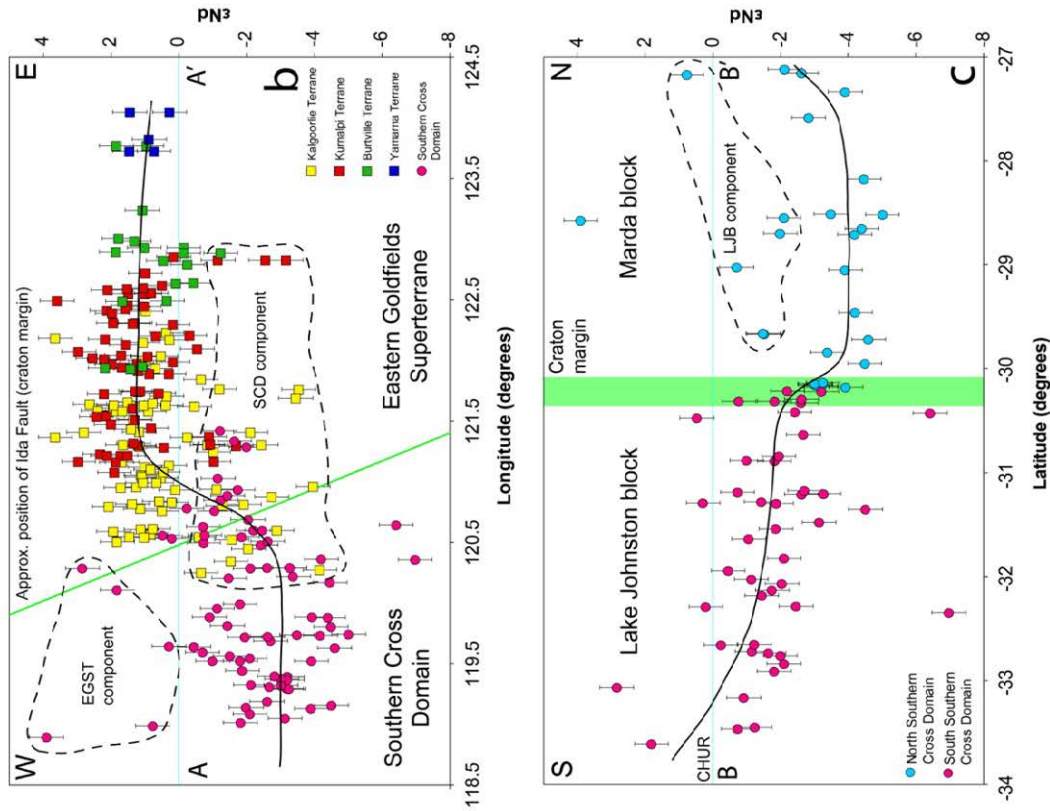 W
E
Approx. position of Ida Fault (craton margin)
EGST
component
SCD component
Southern Cross
Domain
Eastern Goldfields
Superterrane
A
A'
b
Kalgoorlie Terrane
Kurnalpi Terrane
Burtville Terrane
Yamarna Terrane
Southern Cross
Domain
εNd
4
2
0
-2
-4
-6
-8
118.5
119.5
120.5
121.5
122.5
123.5
124.5
Longitude (degrees)
S
N
Craton
margin
Lake Johnston block
Marda block
LJB component
CHUR
B
B'
c
North Southern
Cross Domain
South Southern
Cross Domain
εNd
4
2
0
-2
-4
-6
-8
-34
-33
-32
-31
-30
-29
-28
-27
Latitude (degrees)